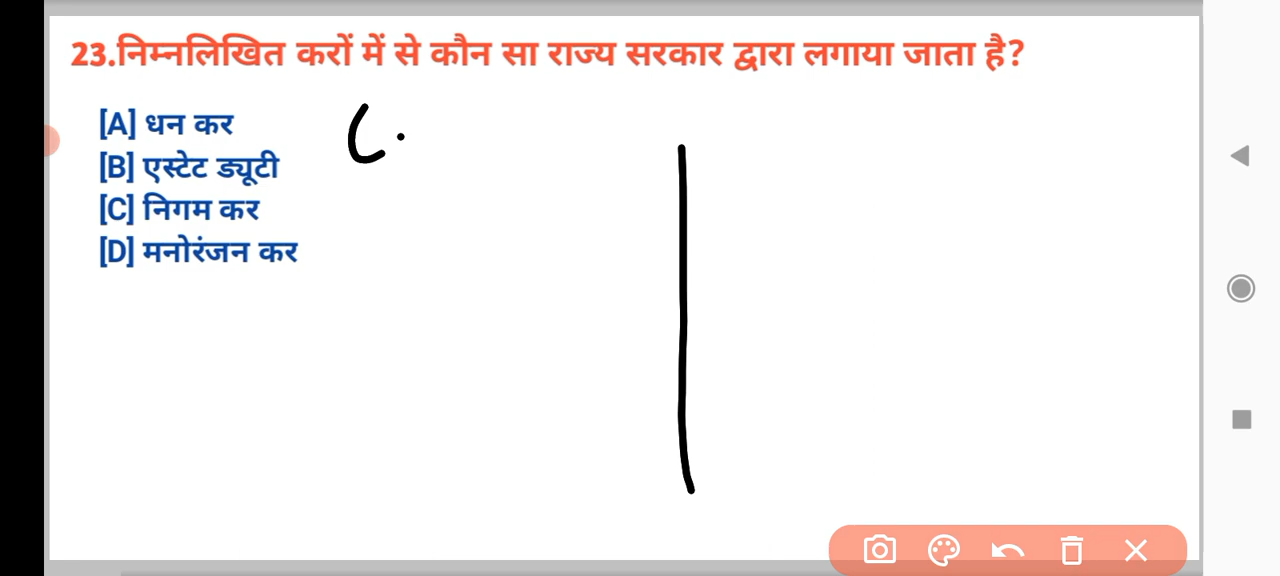 23.निम्नलिखित करों में से कौन सा राज्य सरकार द्वारा लगाया जाता है?
[A] धन कर
[B] एस्टेट ड्यूटी
[C] निगम कर
[D] मनोरंजन कर